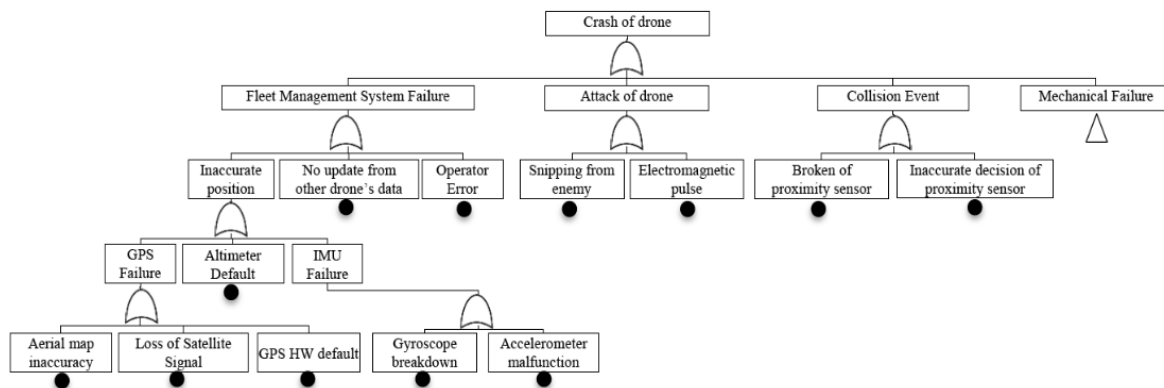 Crash of drone
Fleet Management System Failure
Attack of drone
Collision Event
Mechanical Failure
Inaccurate
position
No update from
other drone's data
Operator
Error
Snipping from
enemy
Electromagnetic
pulse
Broken of
proximity sensor
Inaccurate decision of
proximity sensor
GPS
Failure
Altimeter
Default
IMU
Failure
Aerial map
inaccuracy
Loss of Satellite
Signal
GPS HW default
Gyroscope
breakdown
Accelerometer
malfunction